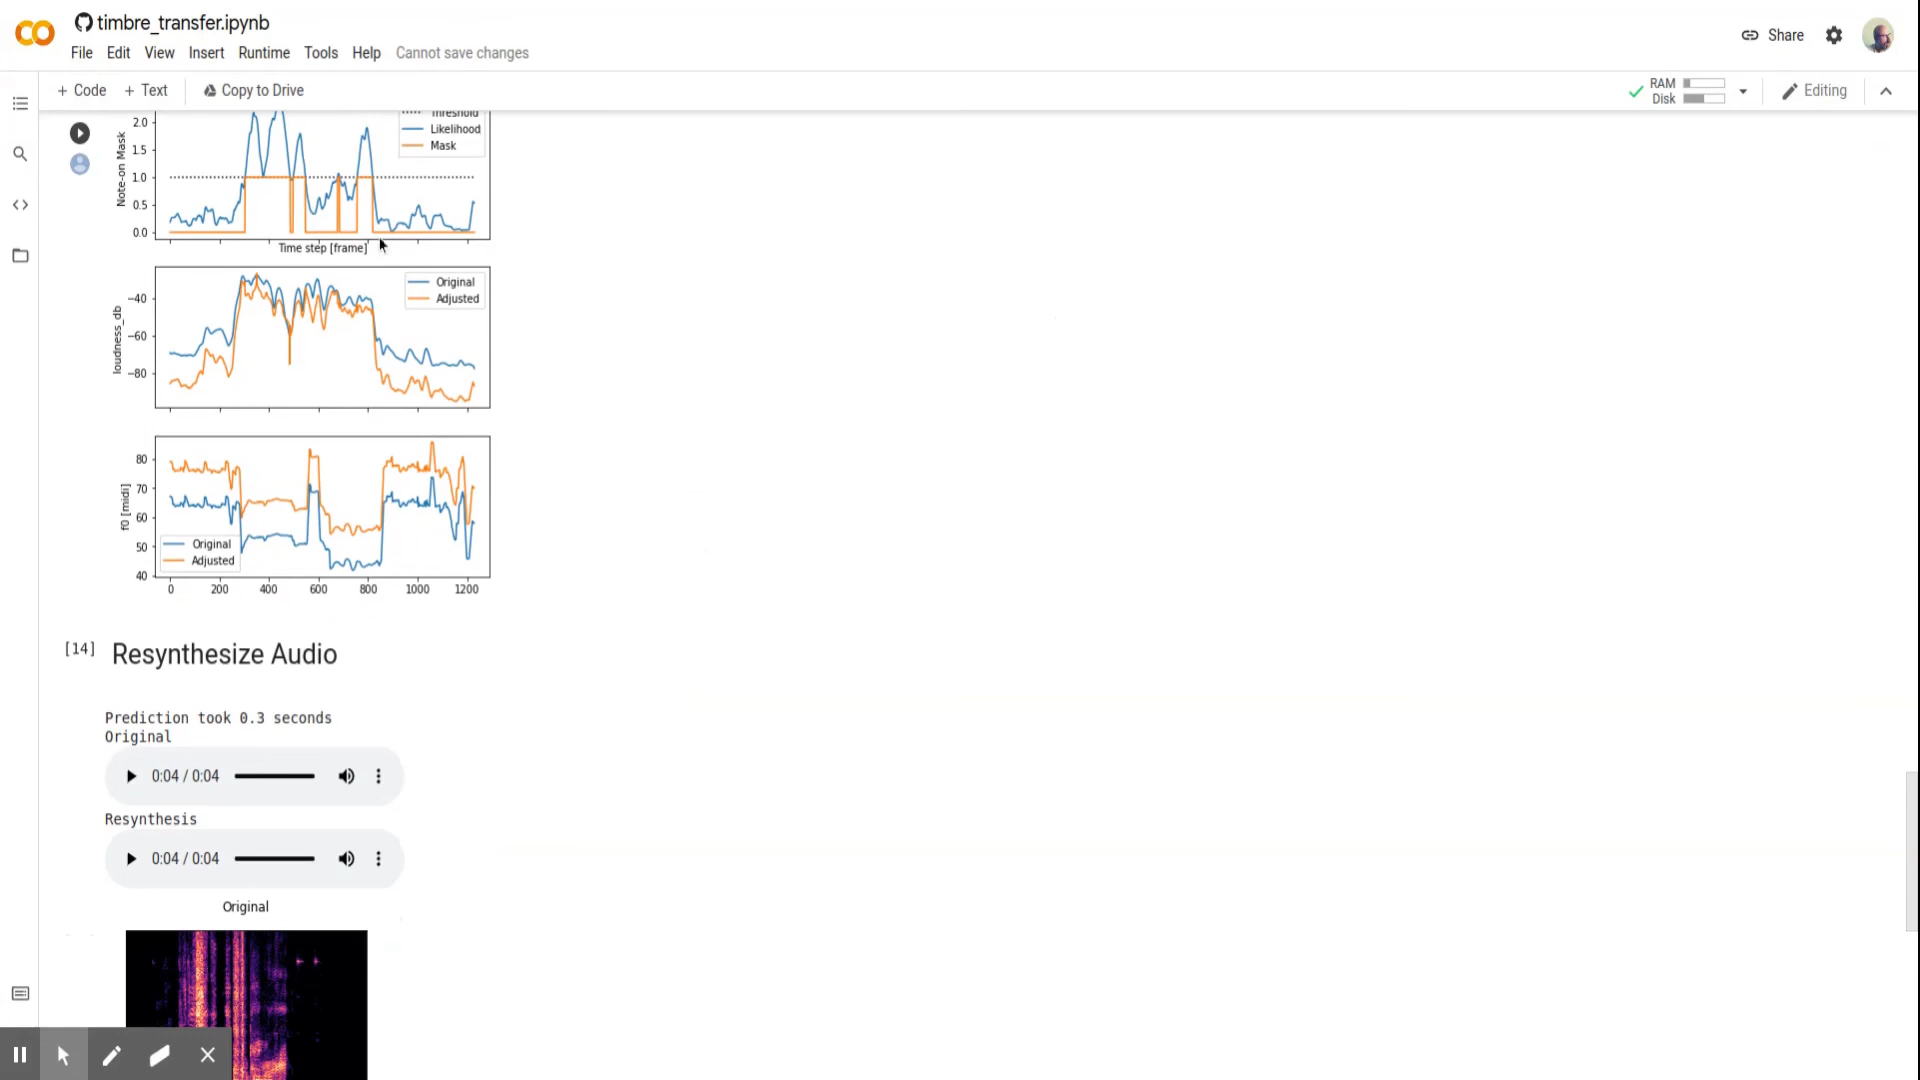 timbre_transfer.ipynb
File Edit View Insert Runtime Tools Help Cannot save changes
Share
+ Code + Text Copy to Drive
RAM
Disk
Editing
Note-on Mask
2.0
1.5
1.0
0.5
0.0
Threshold
Likelihood
Mask
Time step [frame]
loudness_db
−40
−60
−80
Original
Adjusted
f0 [midi]
80
70
60
50
40
Original
Adjusted
0 200 400 600 800 1000 1200
[14] Resynthesize Audio
Prediction took 0.3 seconds
Original
0:04 / 0:04
Resynthesis
0:04 / 0:04
Original